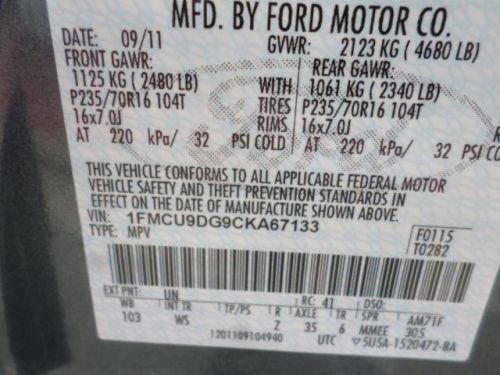 MFD. BY FORD MOTOR CO.
DATE: 09/11 GVWR: 2123 KG (4680 LB)
FRONT GAWR: REAR GAWR:
1125 KG (2480 LB) WITH 1061 KG (2340 LB)
P235/70R16 104T TIRES P235/70R16 104T
16x7.0J RIMS 16x7.0J
AT 220 kPa/ 32 PSI COLD AT 220 kPa/ 32 PSI COLD
THIS VEHICLE CONFORMS TO ALL APPLICABLE FEDERAL MOTOR
VEHICLE SAFETY AND THEFT PREVENTION STANDARDS IN
EFFECT ON THE DATE OF MANUFACTURE SHOWN ABOVE.
VIN: 1FMCU9DG9CKA67133 F0115
TYPE: MPV T0282
EXT PNT: UN RC: 41 DSO:
WB INT TR TP/PS R AXLE TR SPR AM71F
103 WS Z 35 6 MMEE 305
1201109104940 UTC ▽5U5A-1520472-BA